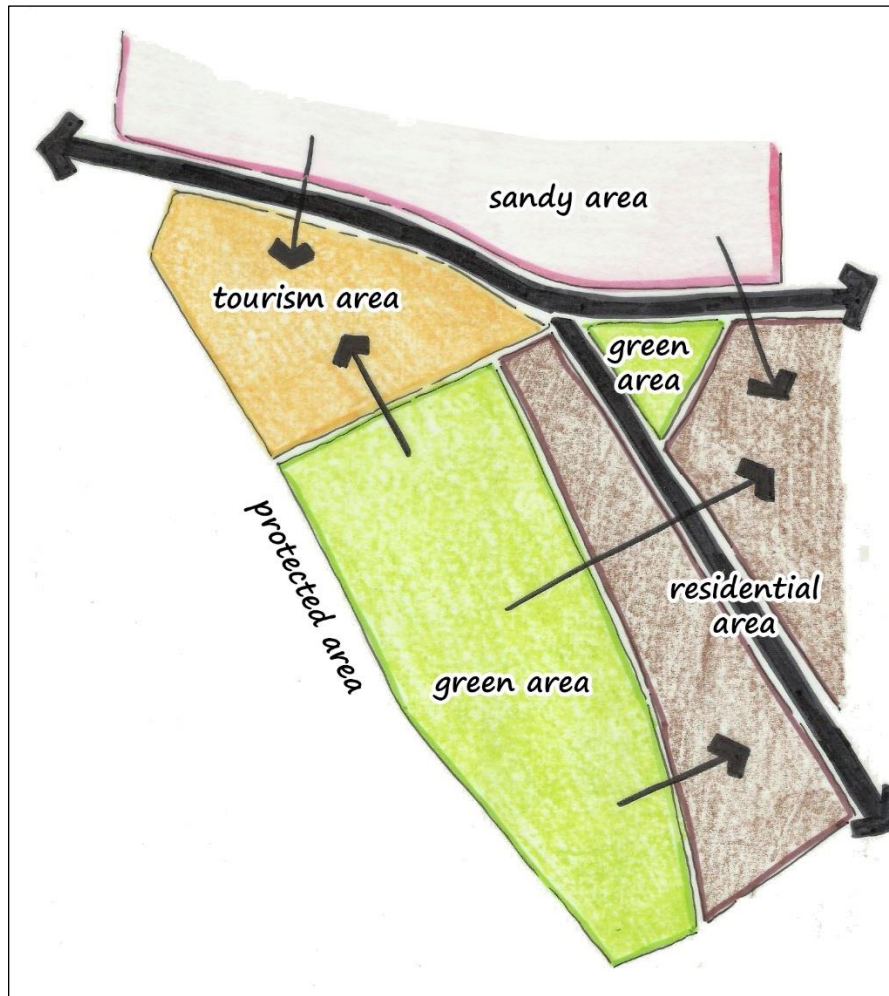 sandy area
tourism area
green
area
protected area
residential
area
green area